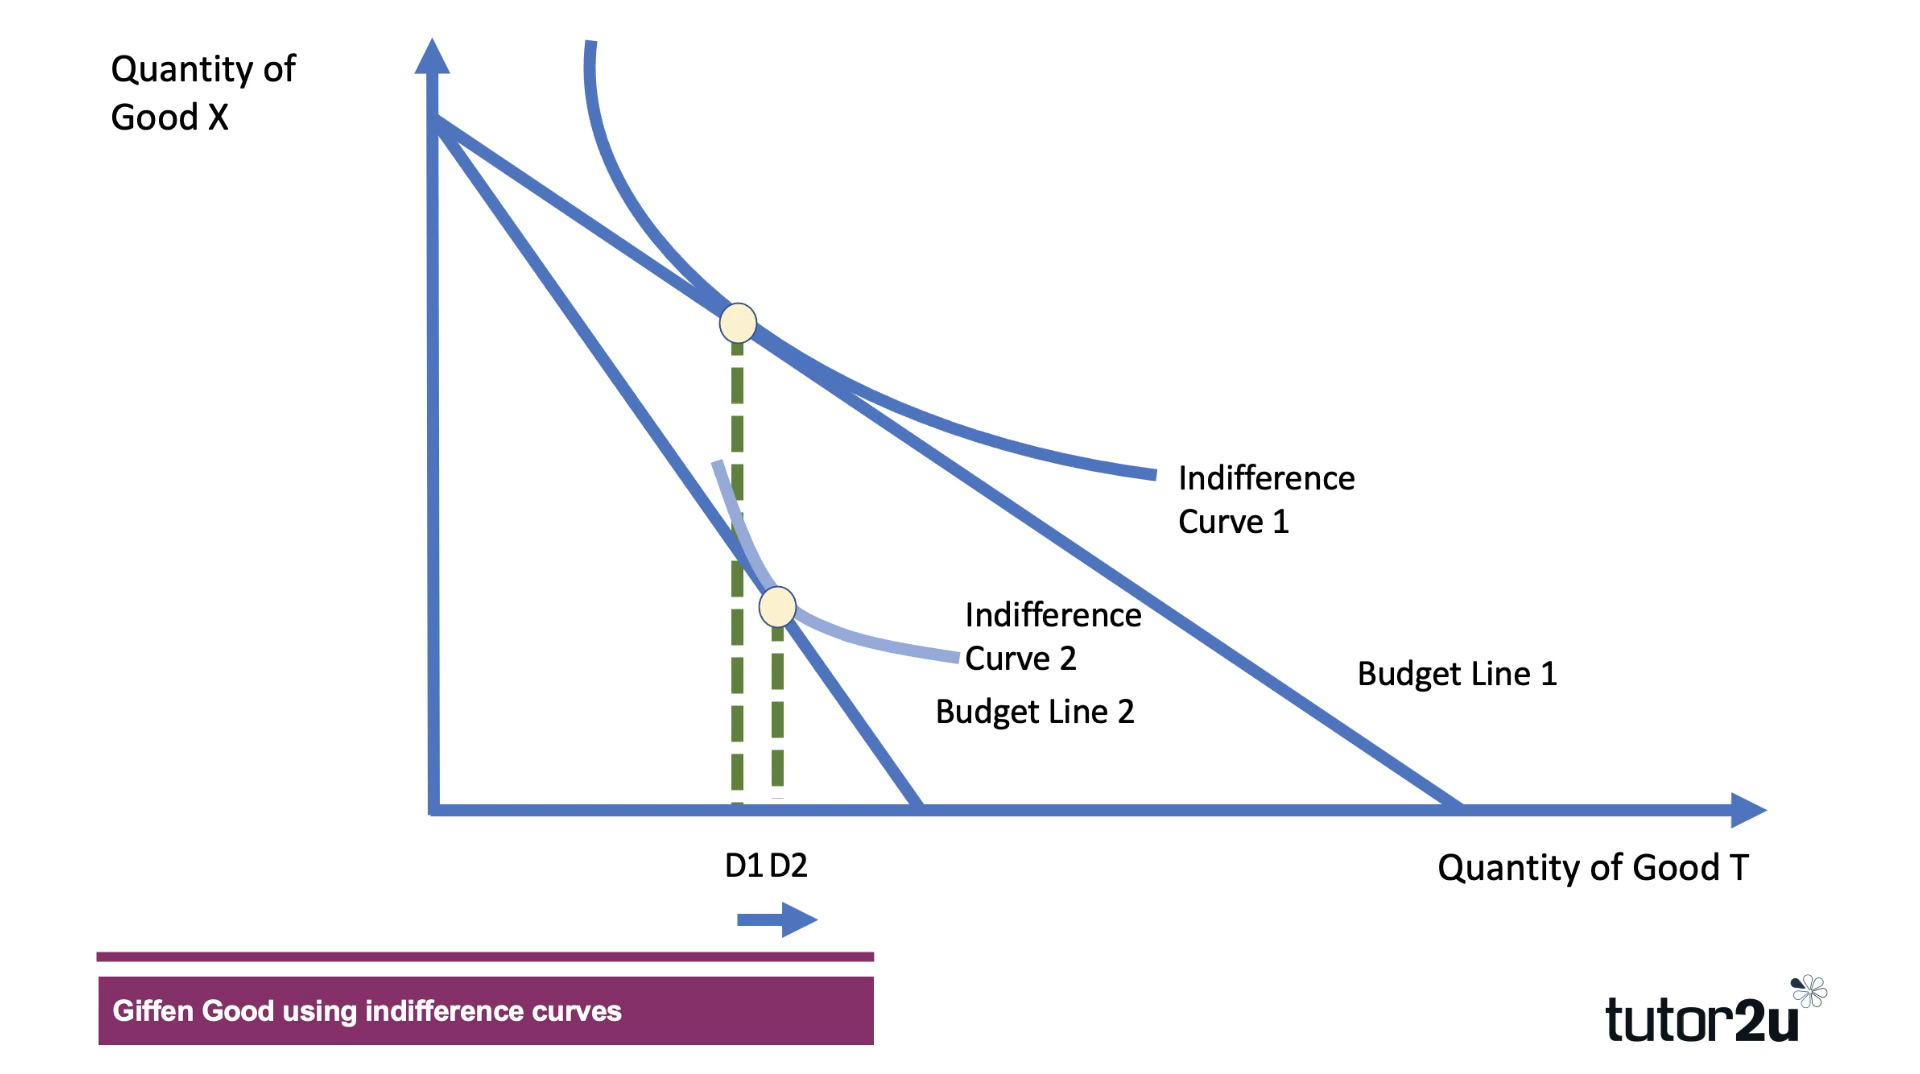 Quantity of
Good X
Indifference
Curve 1
Indifference
Curve 2
Budget Line 1
Budget Line 2
D1 D2
Quantity of Good T
Giffen Good using indifference curves
tutor2u